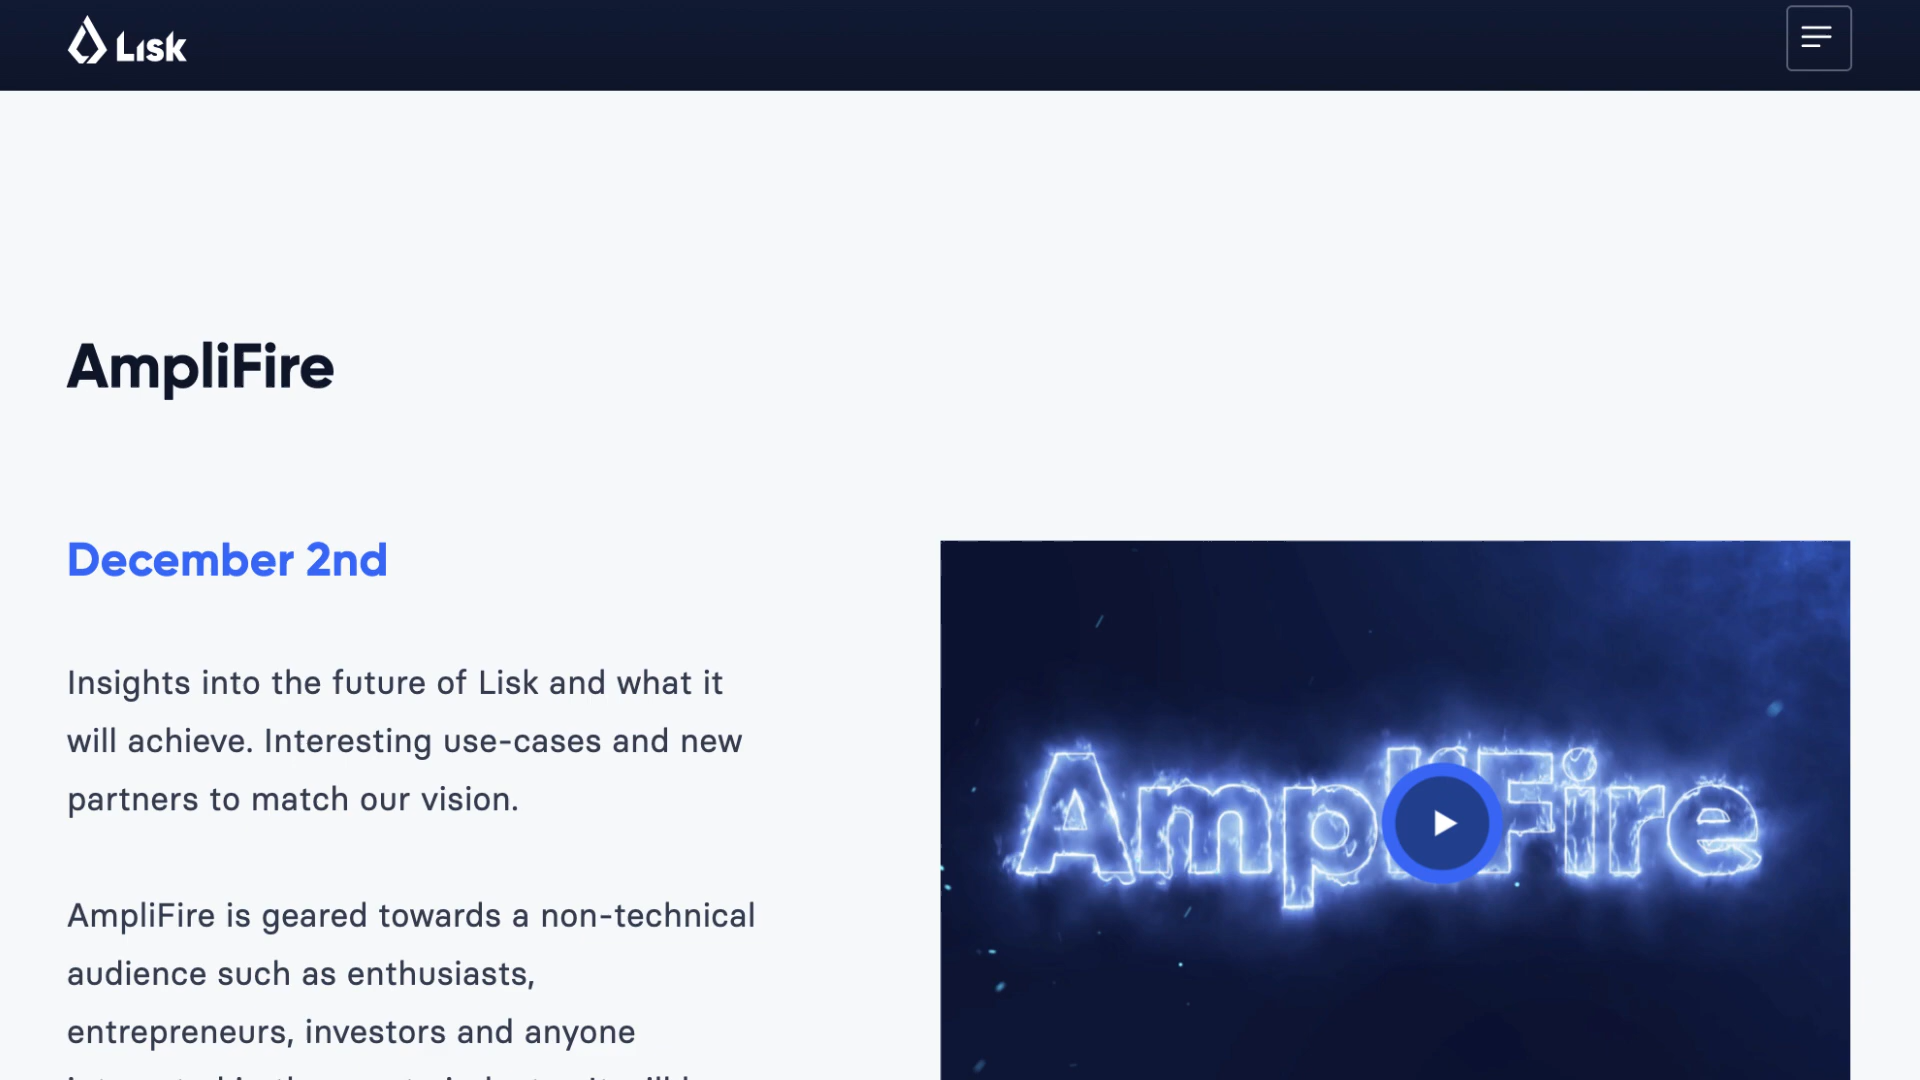 Lisk
AmpliFire
December 2nd
Insights into the future of Lisk and what it
will achieve. Interesting use-cases and new
partners to match our vision.
AmpliFire is geared towards a non-technical
audience such as enthusiasts,
entrepreneurs, investors and anyone
AmpliFire